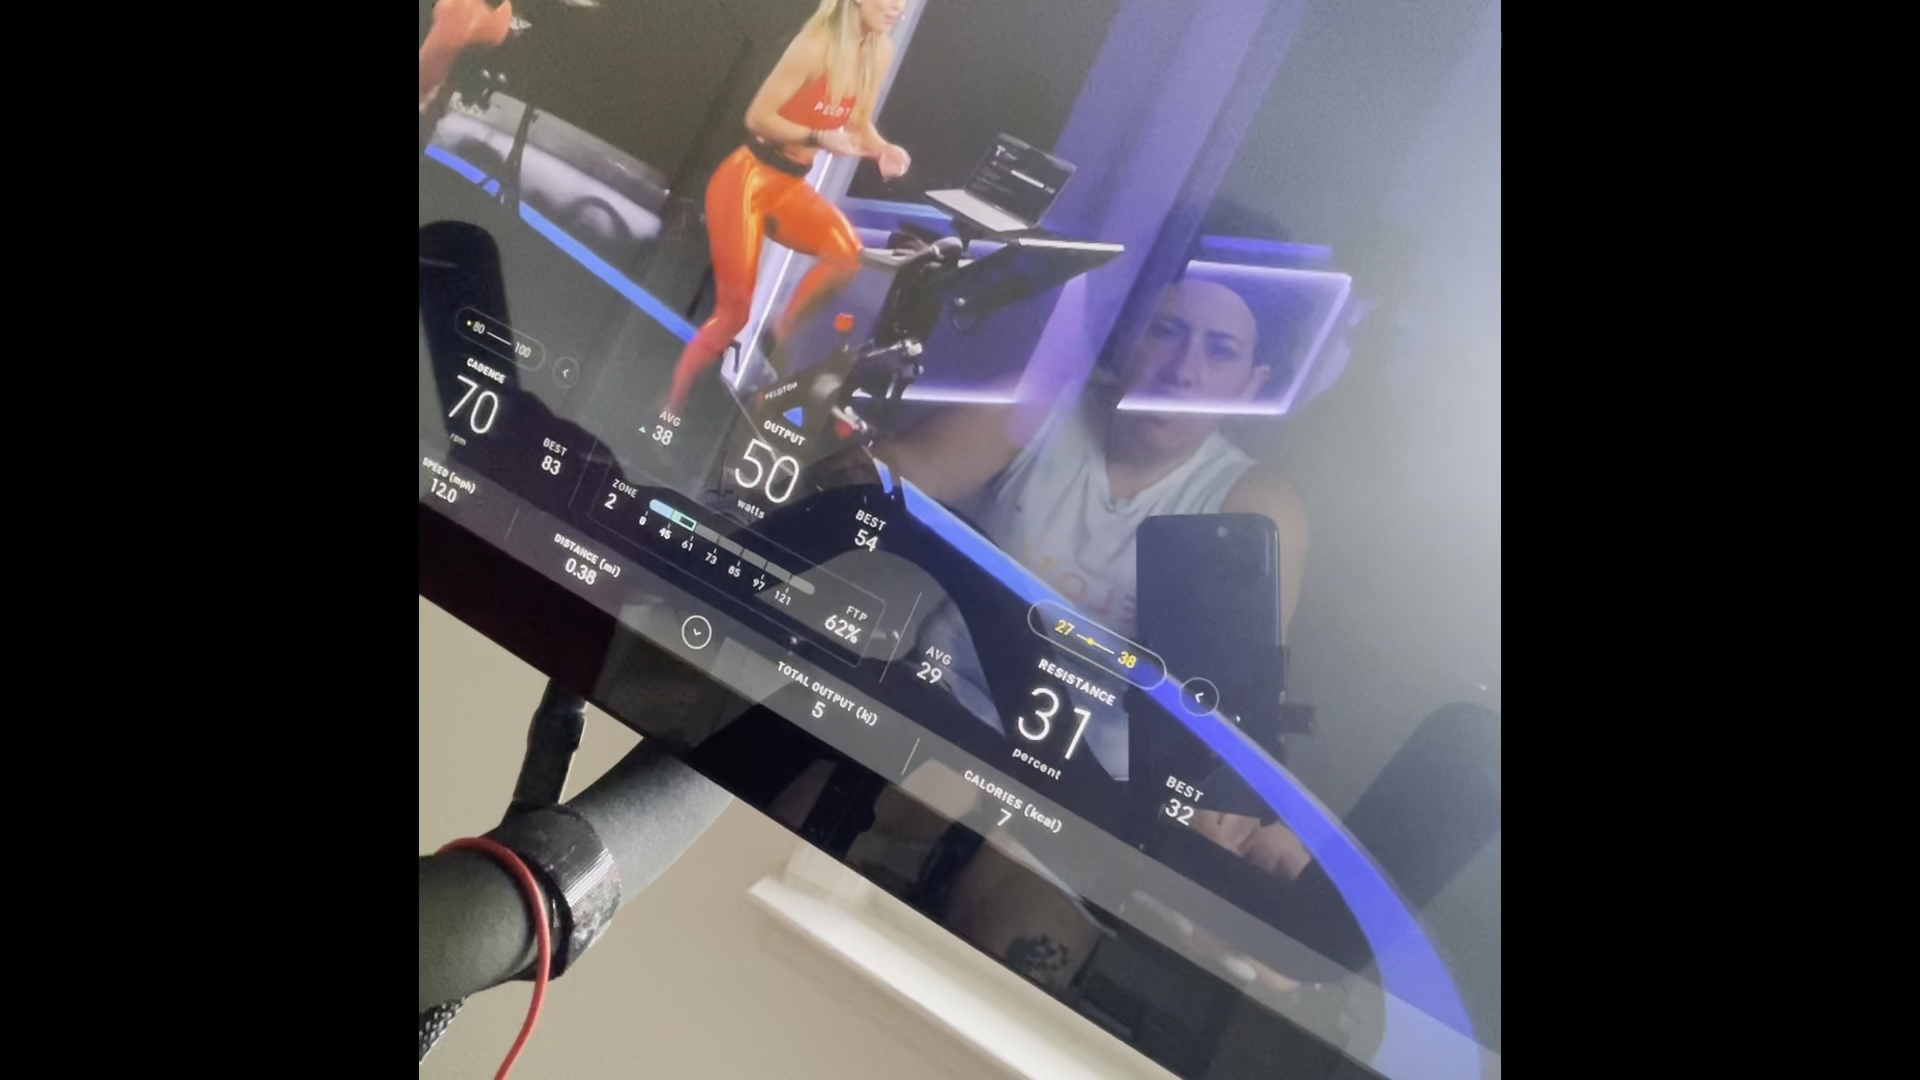 PELOT
80 100
CADENCE
70
rpm
BEST
83
SPEED (mph)
12.0
DISTANCE (mi)
0.38
AVG
38
PELOTON
OUTPUT
50
watts
BEST
54
ZONE
2
0 45 61 73 85 97 121
FTP
62%
TOTAL OUTPUT (kj)
5
AVG
29
27 38
RESISTANCE
31
percent
BEST
32
CALORIES (kcal)
7